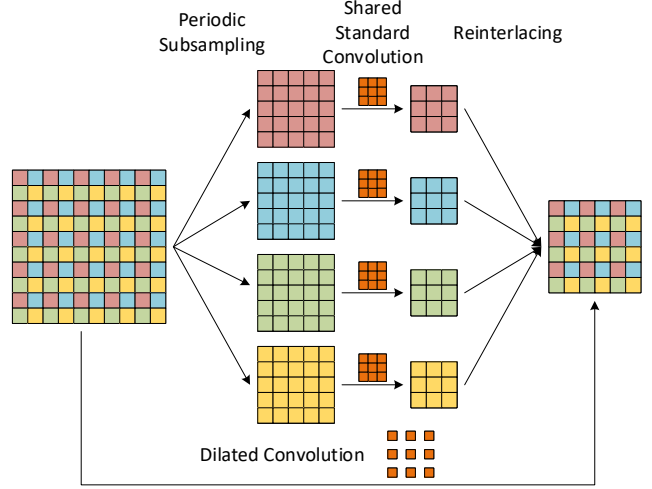 Periodic
Subsampling
Shared
Standard
Convolution
Reinterlacing
Dilated Convolution